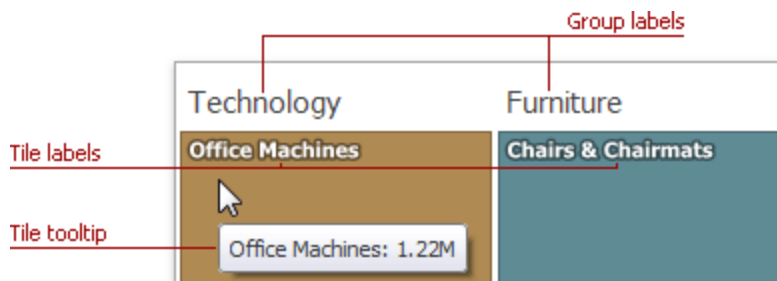 Group labels
Technology Furniture
Tile labels Office Machines Chairs & Chairmats
Tile tooltip Office Machines: 1.22M